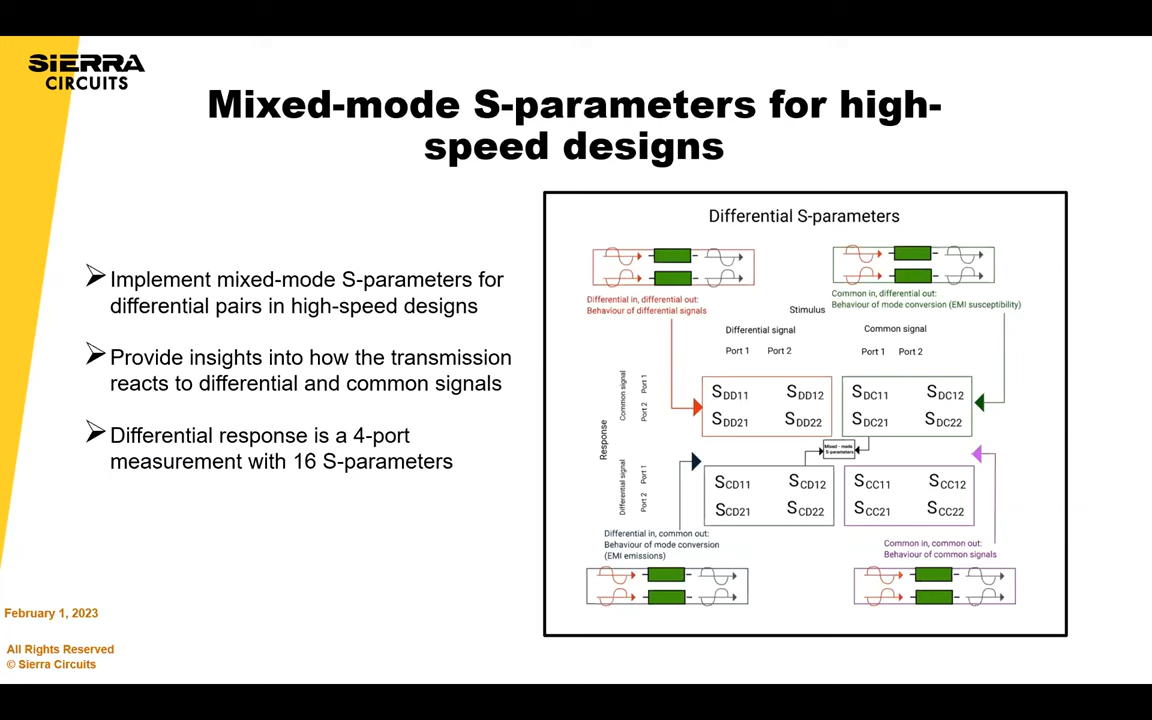 SIERRA
CIRCUITS
Mixed-mode S-parameters for high-
speed designs
Implement mixed-mode S-parameters for
differential pairs in high-speed designs
Provide insights into how the transmission
reacts to differential and common signals
Differential response is a 4-port
measurement with 16 S-parameters
Differential S-parameters
Differential in, differential out:
Behaviour of differential signals
Common in, differential out:
Behaviour of mode conversion (EMI susceptibility)
Stimulus
Differential signal
Common signal
Port 1 Port 2
Port 1 Port 2
Response
Common signal
Port 2 Port 1
Differential signal
Port 2 Port 1
SDD11 SDD12
SDD21 SDD22
SDC11 SDC12
SDC21 SDC22
Mixed - mode
S-parameters
SCD11 SCD12
SCD21 SCD22
SCC11 SCC12
SCC21 SCC22
Differential in, common out:
Behaviour of mode conversion
(EMI emissions)
Common in, common out:
Behaviour of common signals
February 1, 2023
All Rights Reserved
© Sierra Circuits